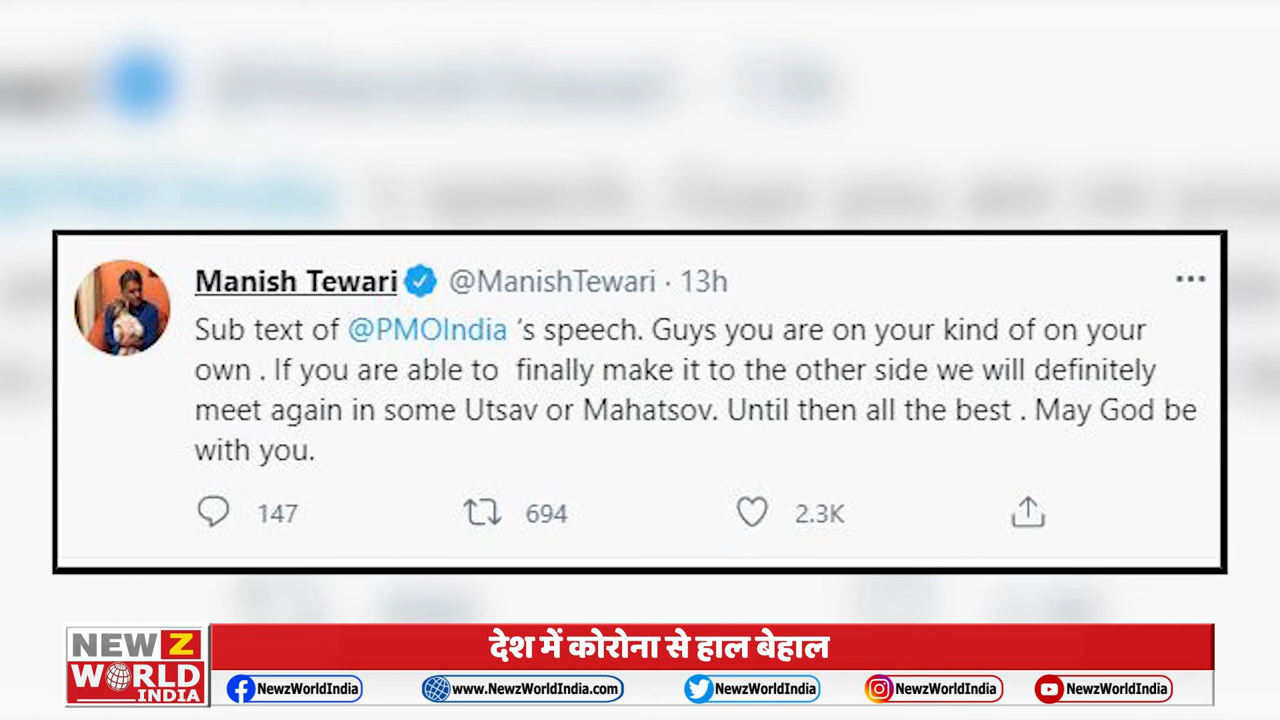 Manish Tewari @ManishTewari · 13h
Sub text of @PMOIndia 's speech. Guys you are on your kind of on your
own . If you are able to finally make it to the other side we will definitely
meet again in some Utsav or Mahatsov. Until then all the best . May God be
with you.
147 694 2.3K
देश में कोरोना से हाल बेहाल
NEWZ
WORLD
INDIA
NewzWorldIndia www.NewzWorldIndia.com NewzWorldIndia NewzWorldIndia NewzWorldIndia